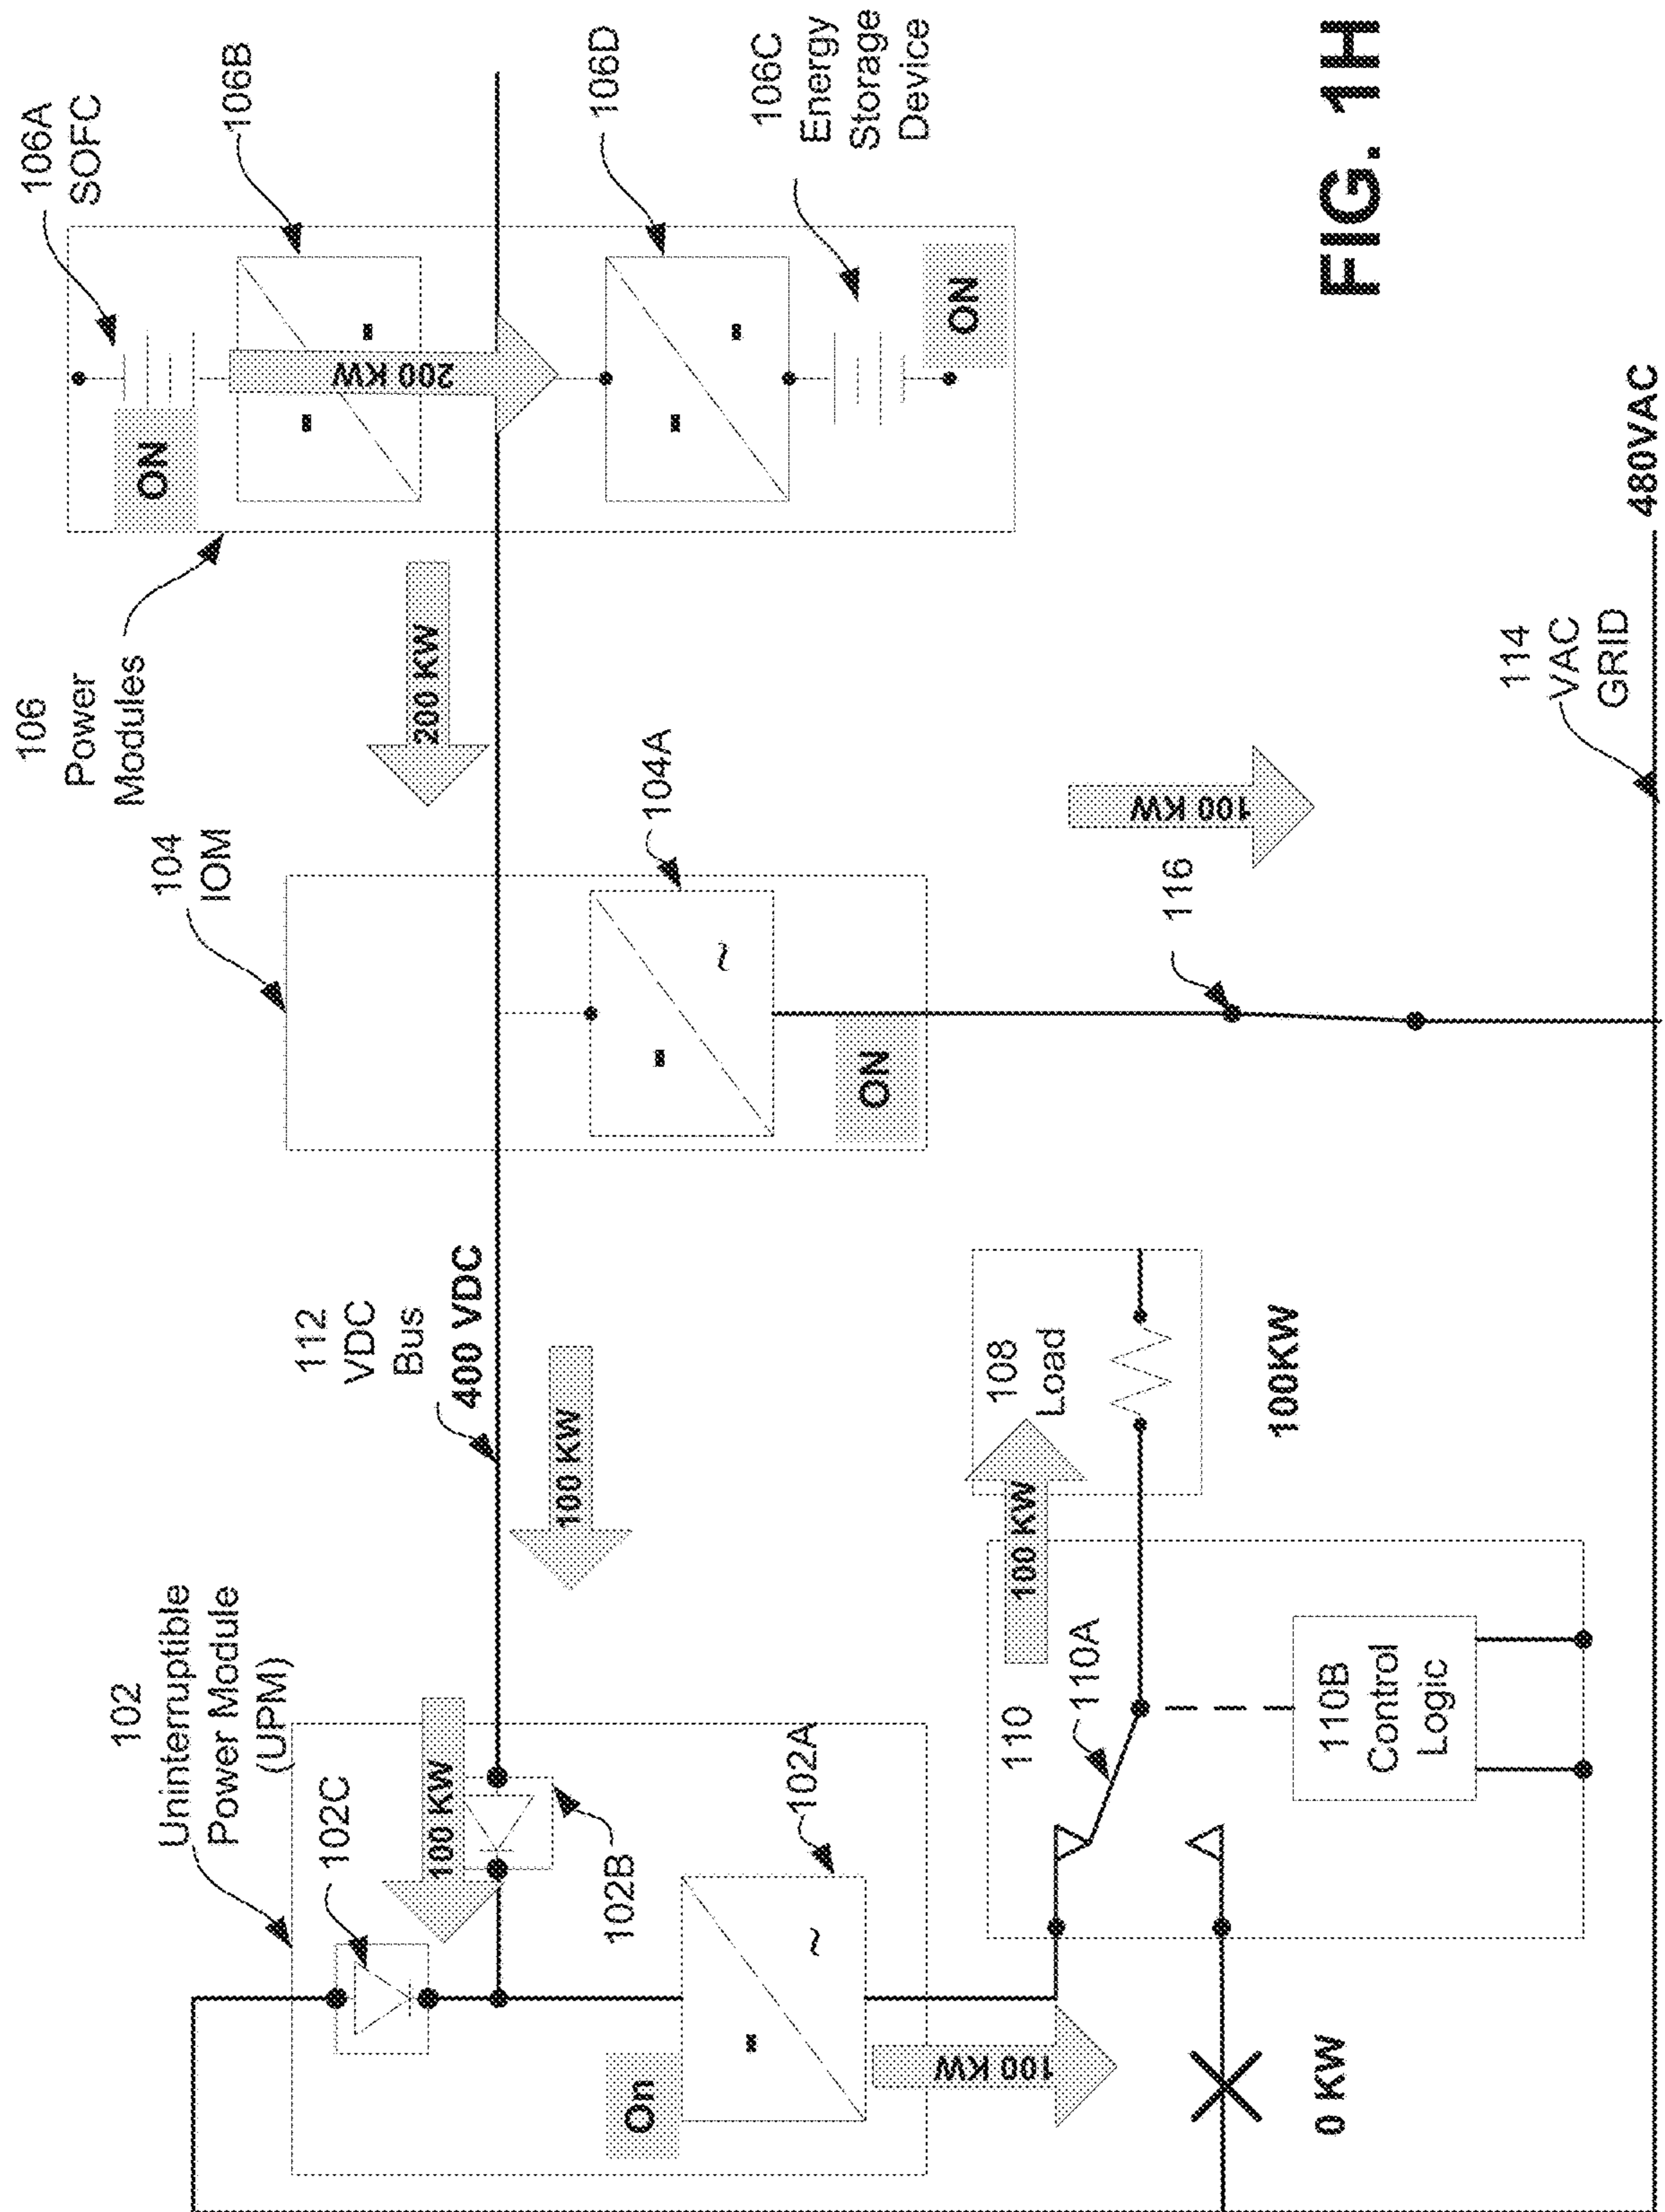 102
Uninterruptible
Power Module
(UPM)
102C
100 KW
102B
On
102A
~
100 KW
112
VDC
Bus
400 VDC
100 KW
104
IOM
104A
~
ON
106
Power
Modules
200 KW
106A
SOFC
ON
106B
200 KW
106D
106C
Energy
Storage
Device
ON
110
110A
100 KW
108
Load
100KW
110B
Control
Logic
0 KW
116
100 KW
114
VAC
GRID
480VAC
FIG. 1H